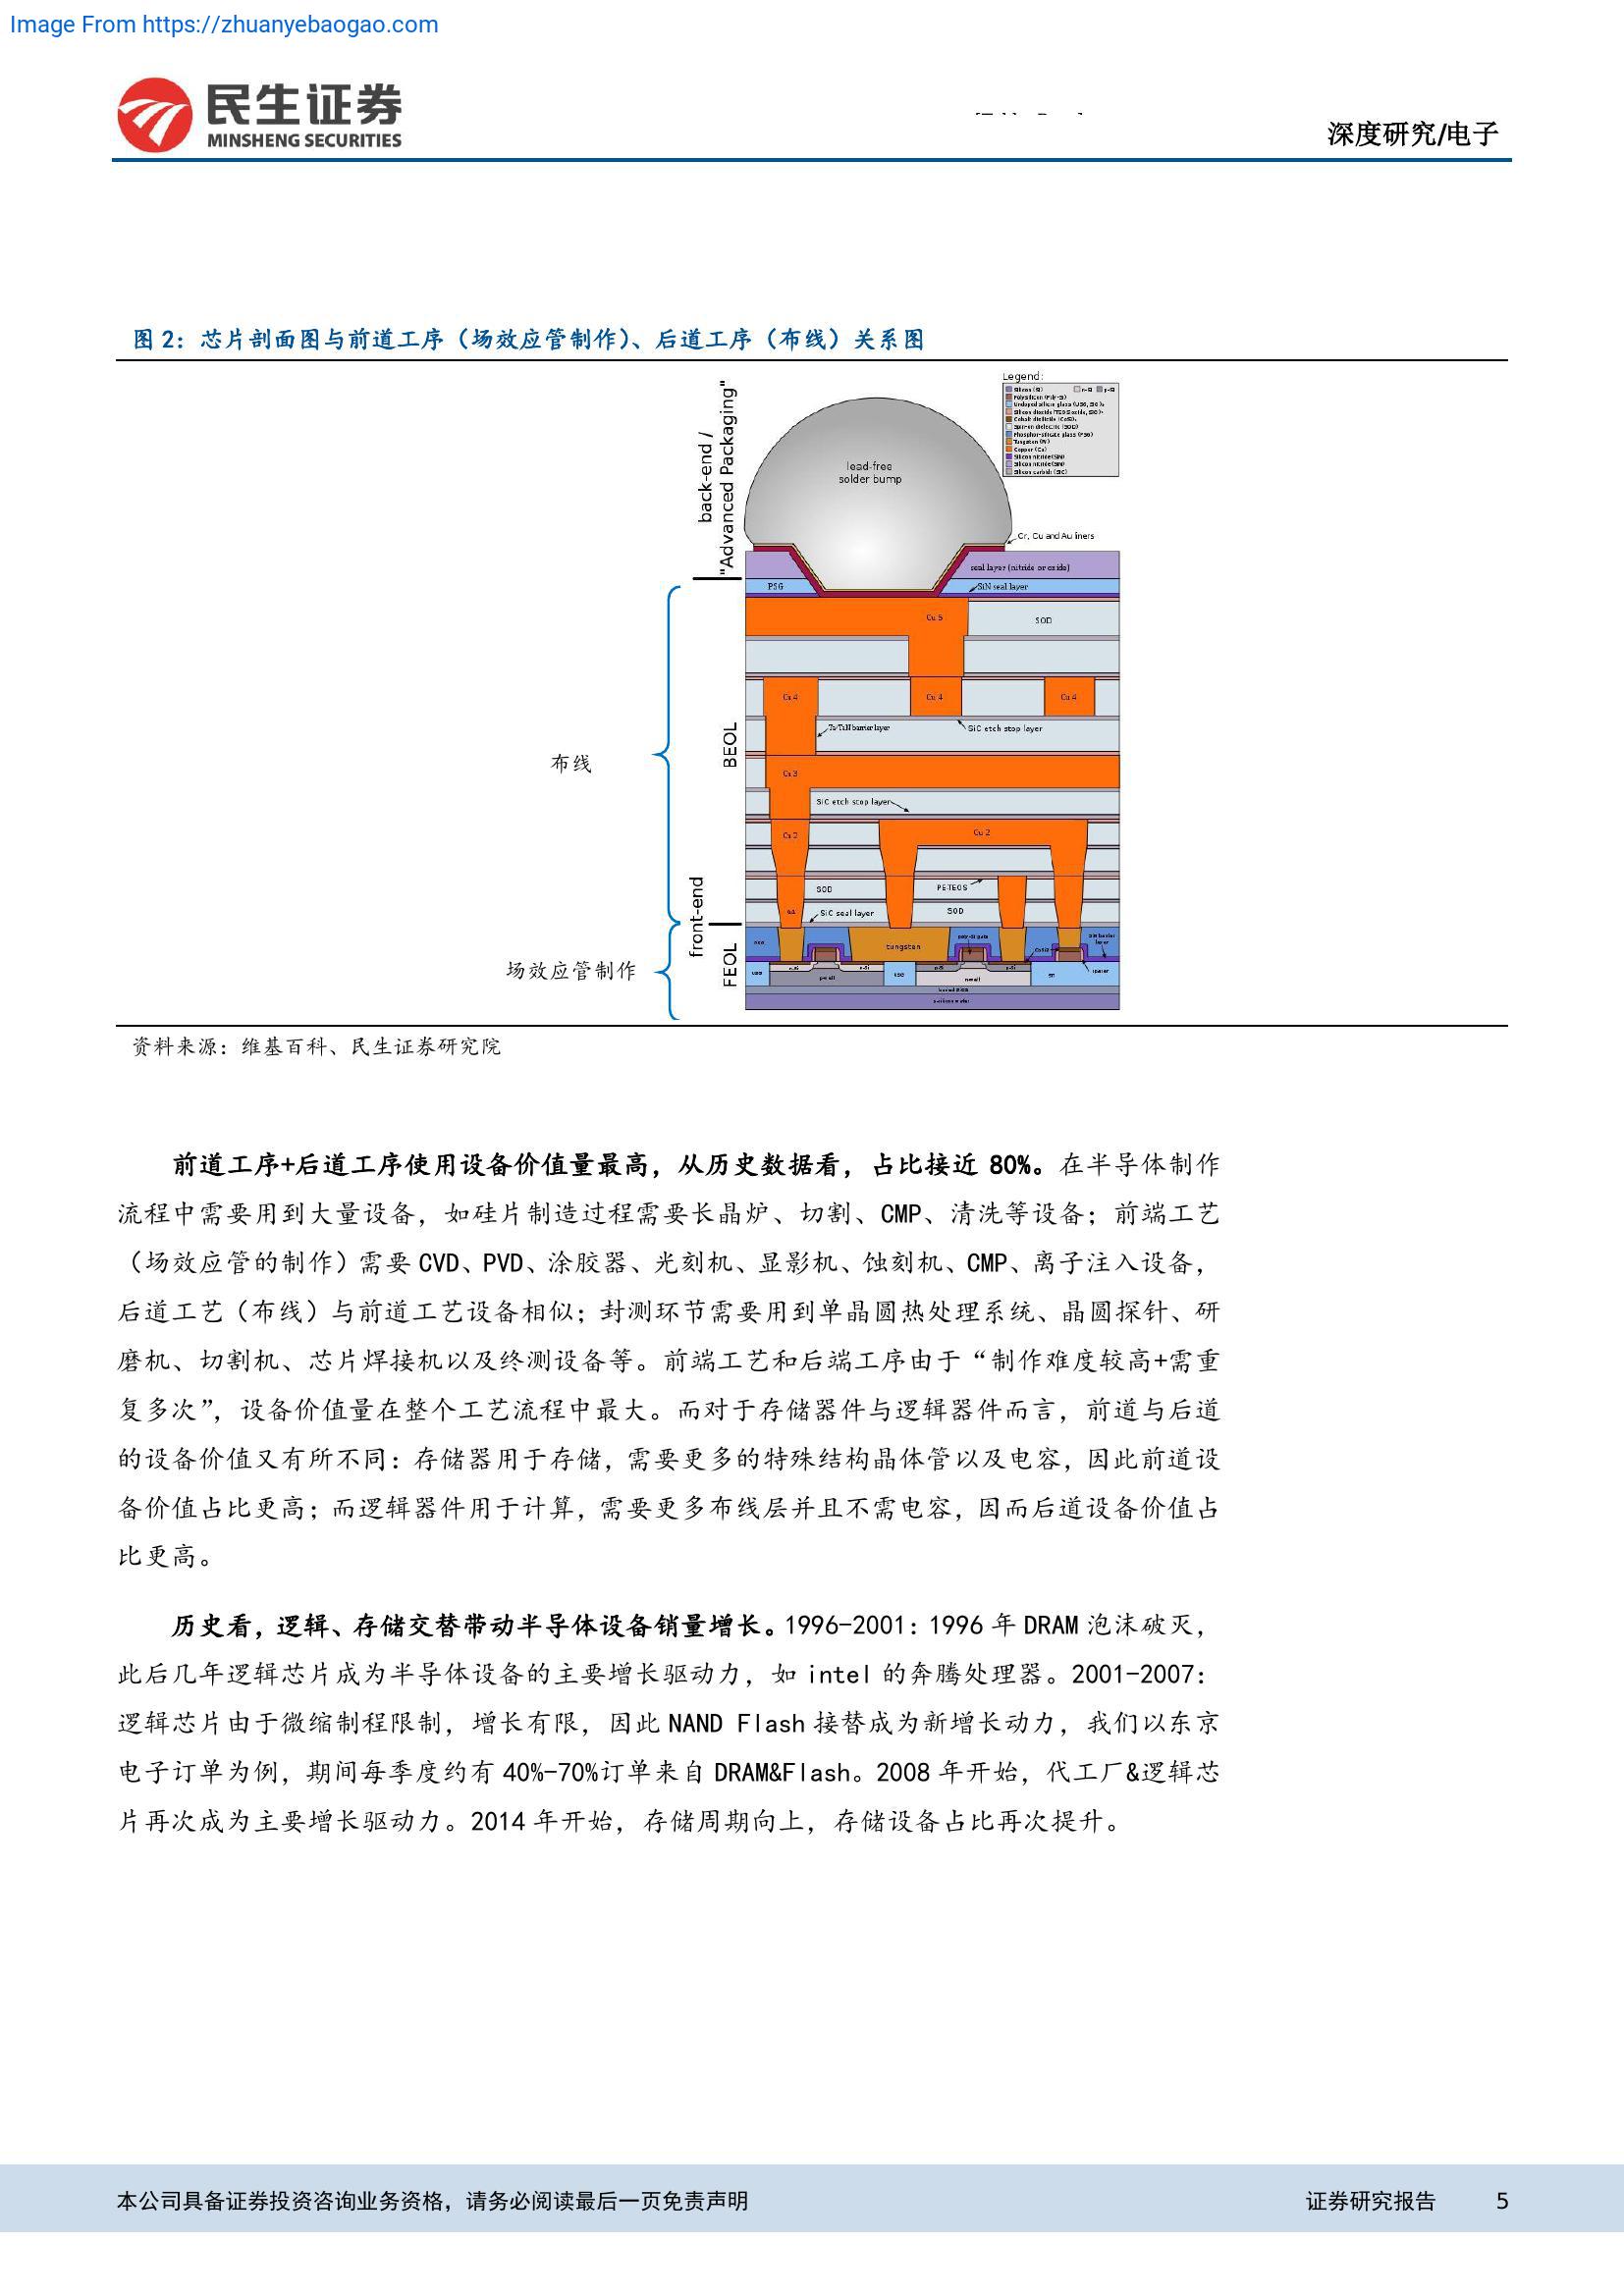 Image From https://zhuanyebaogao.com
民生证券
MINSHENG SECURITIES
深度研究/电子
图 2：芯片剖面图与前道工序（场效应管制作）、后道工序（布线）关系图
back-end /
"Advanced Packaging"
Legend:
lead-free
solder bump
Cr, Cu and Au liners
seal layer (nitride or oxide)
PSG
SiN seal layer
Cu 5
SOD
Cu 4
Cu 4
Cu 4
SiC etch stop layer
BEOL
布线
Cu 3
SiC etch stop layer
Cu 2
Cu 2
SOD
PE-TEOS
SiC seal layer
SOD
front-end
tungsten
FEOL
场效应管制作
资料来源：维基百科、民生证券研究院
前道工序+后道工序使用设备价值量最高，从历史数据看，占比接近 80%。在半导体制作
流程中需要用到大量设备，如硅片制造过程需要长晶炉、切割、CMP、清洗等设备；前端工艺
（场效应管的制作）需要 CVD、PVD、涂胶器、光刻机、显影机、蚀刻机、CMP、离子注入设备，
后道工艺（布线）与前道工艺设备相似；封测环节需要用到单晶圆热处理系统、晶圆探针、研
磨机、切割机、芯片焊接机以及终测设备等。前端工艺和后端工序由于“制作难度较高+需重
复多次”，设备价值量在整个工艺流程中最大。而对于存储器件与逻辑器件而言，前道与后道
的设备价值又有所不同：存储器用于存储，需要更多的特殊结构晶体管以及电容，因此前道设
备价值占比更高；而逻辑器件用于计算，需要更多布线层并且不需电容，因而后道设备价值占
比更高。
历史看，逻辑、存储交替带动半导体设备销量增长。1996-2001：1996 年 DRAM 泡沫破灭，
此后几年逻辑芯片成为半导体设备的主要增长驱动力，如 intel 的奔腾处理器。2001-2007：
逻辑芯片由于微缩制程限制，增长有限，因此 NAND Flash 接替成为新增长动力，我们以东京
电子订单为例，期间每季度约有 40%-70%订单来自 DRAM&Flash。2008 年开始，代工厂&逻辑芯
片再次成为主要增长驱动力。2014 年开始，存储周期向上，存储设备占比再次提升。
本公司具备证券投资咨询业务资格，请务必阅读最后一页免责声明
证券研究报告 5